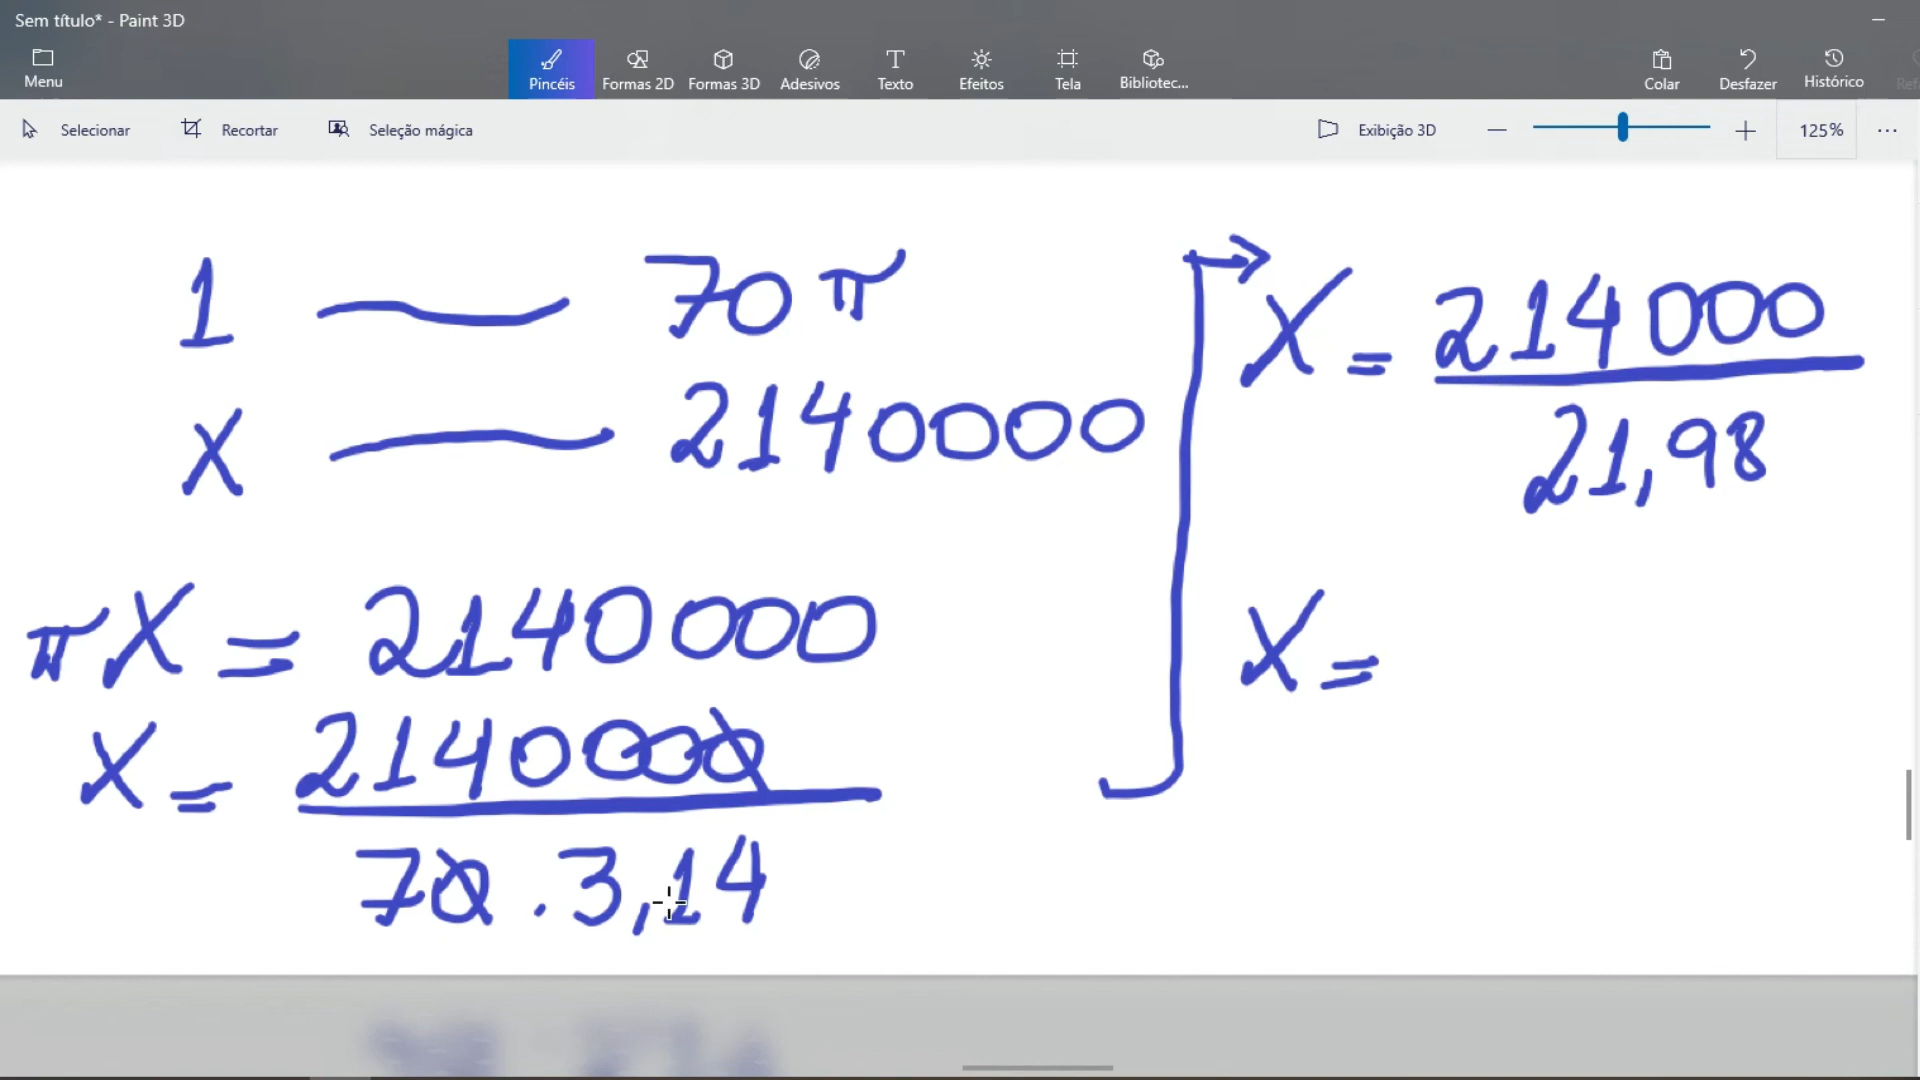 Sem título* - Paint 3D
Menu
Pincéis
Formas 2D
Formas 3D
Adesivos
Texto
Efeitos
Tela
Bibliotec...
Colar
Desfazer
Histórico
Selecionar
Recortar
Seleção mágica
Exibição 3D
125%
1 — 70 π
X — 2140000
πX = 2140000
X = 2140000
70 . 3,14
X = 214000
21,98
X =